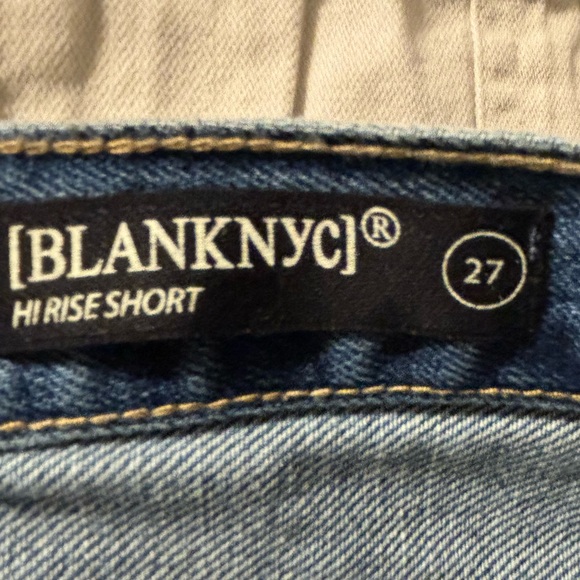 [BLANKNYC]®
HI RISE SHORT
27